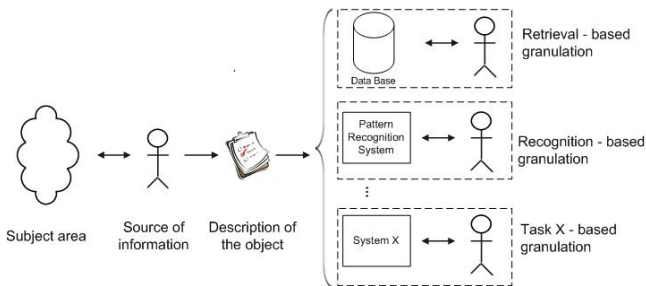 Retrieval - based
granulation
Data Base
Pattern
Recognition
System
Recognition - based
granulation
...
Subject area
Source of
information
Description of
the object
System X
Task X - based
granulation